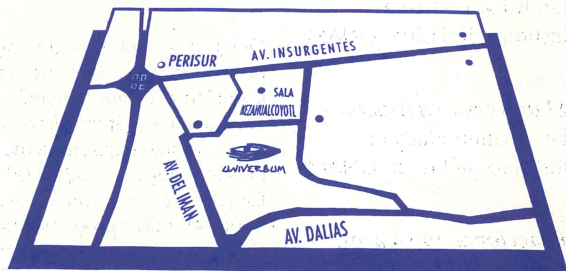 PERISUR
AV. INSURGENTES
SALA
NEZAHUALCOYOTL
UNIVERSUM
AV. DEL IMAN
AV. DALIAS